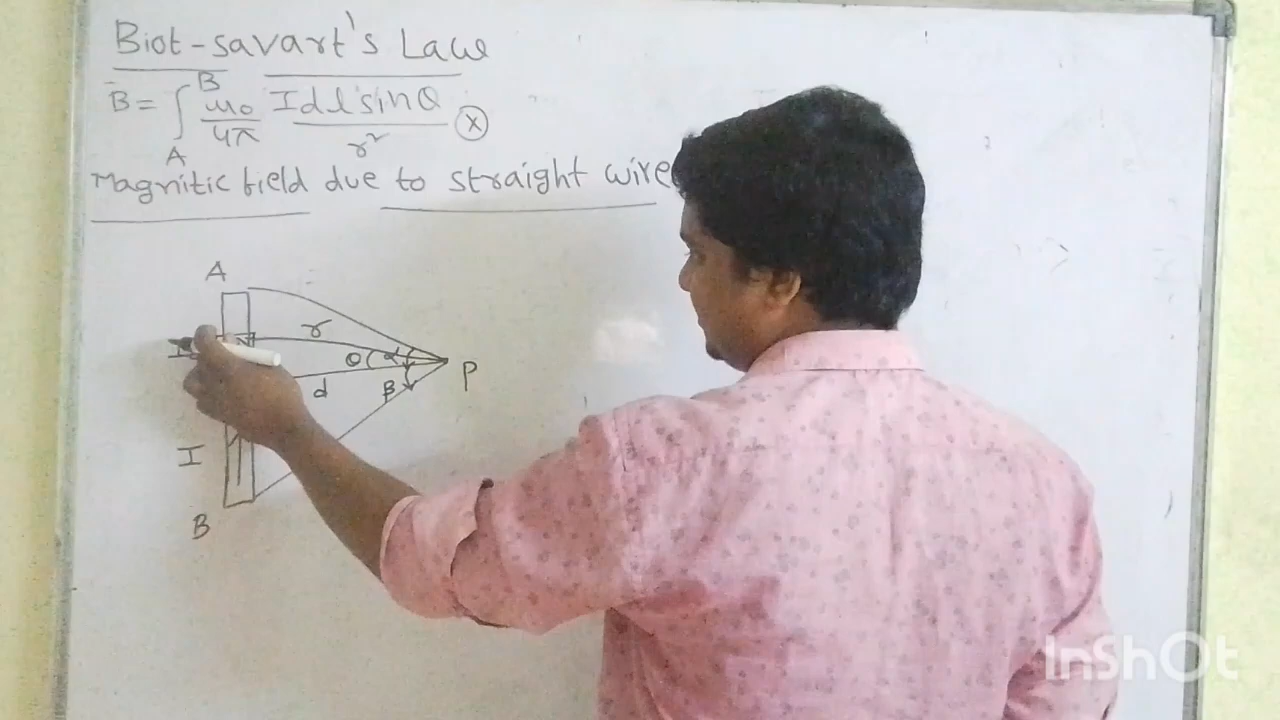 Biot-savart's Law
B = ∫ B A μ0/4π Idl sinθ/r² ⊗
Magnitic field due to straight wire
A
r
θ α
P
d
β
I
B
InShOt